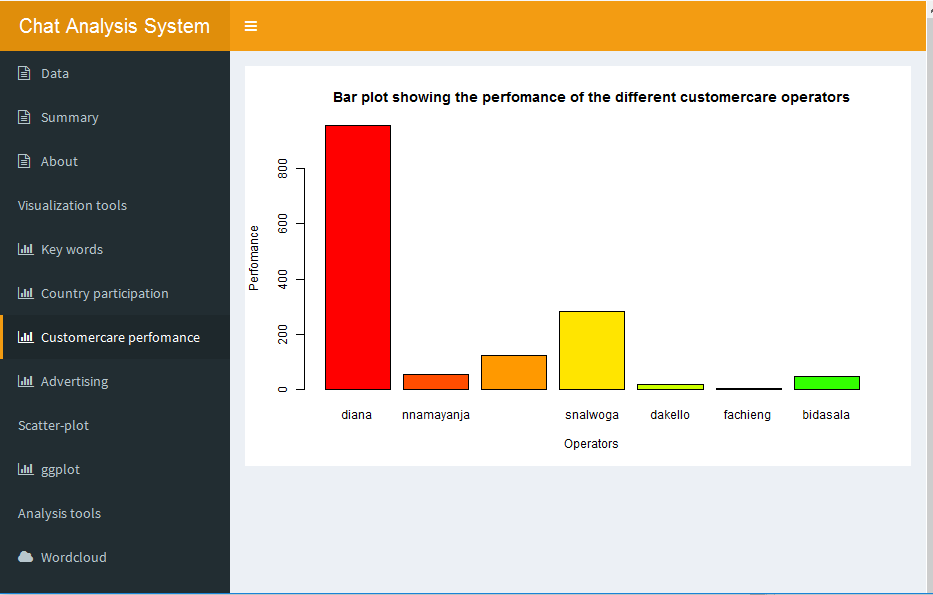 Chat Analysis System
Data
Summary
About
Visualization tools
Key words
Country participation
Customercare perfomance
Advertising
Scatter-plot
ggplot
Analysis tools
Wordcloud
Bar plot showing the perfomance of the different customercare operators
Perfomance
800
600
400
200
0
diana nnamayanja snalwoga dakello fachieng bidasala
Operators